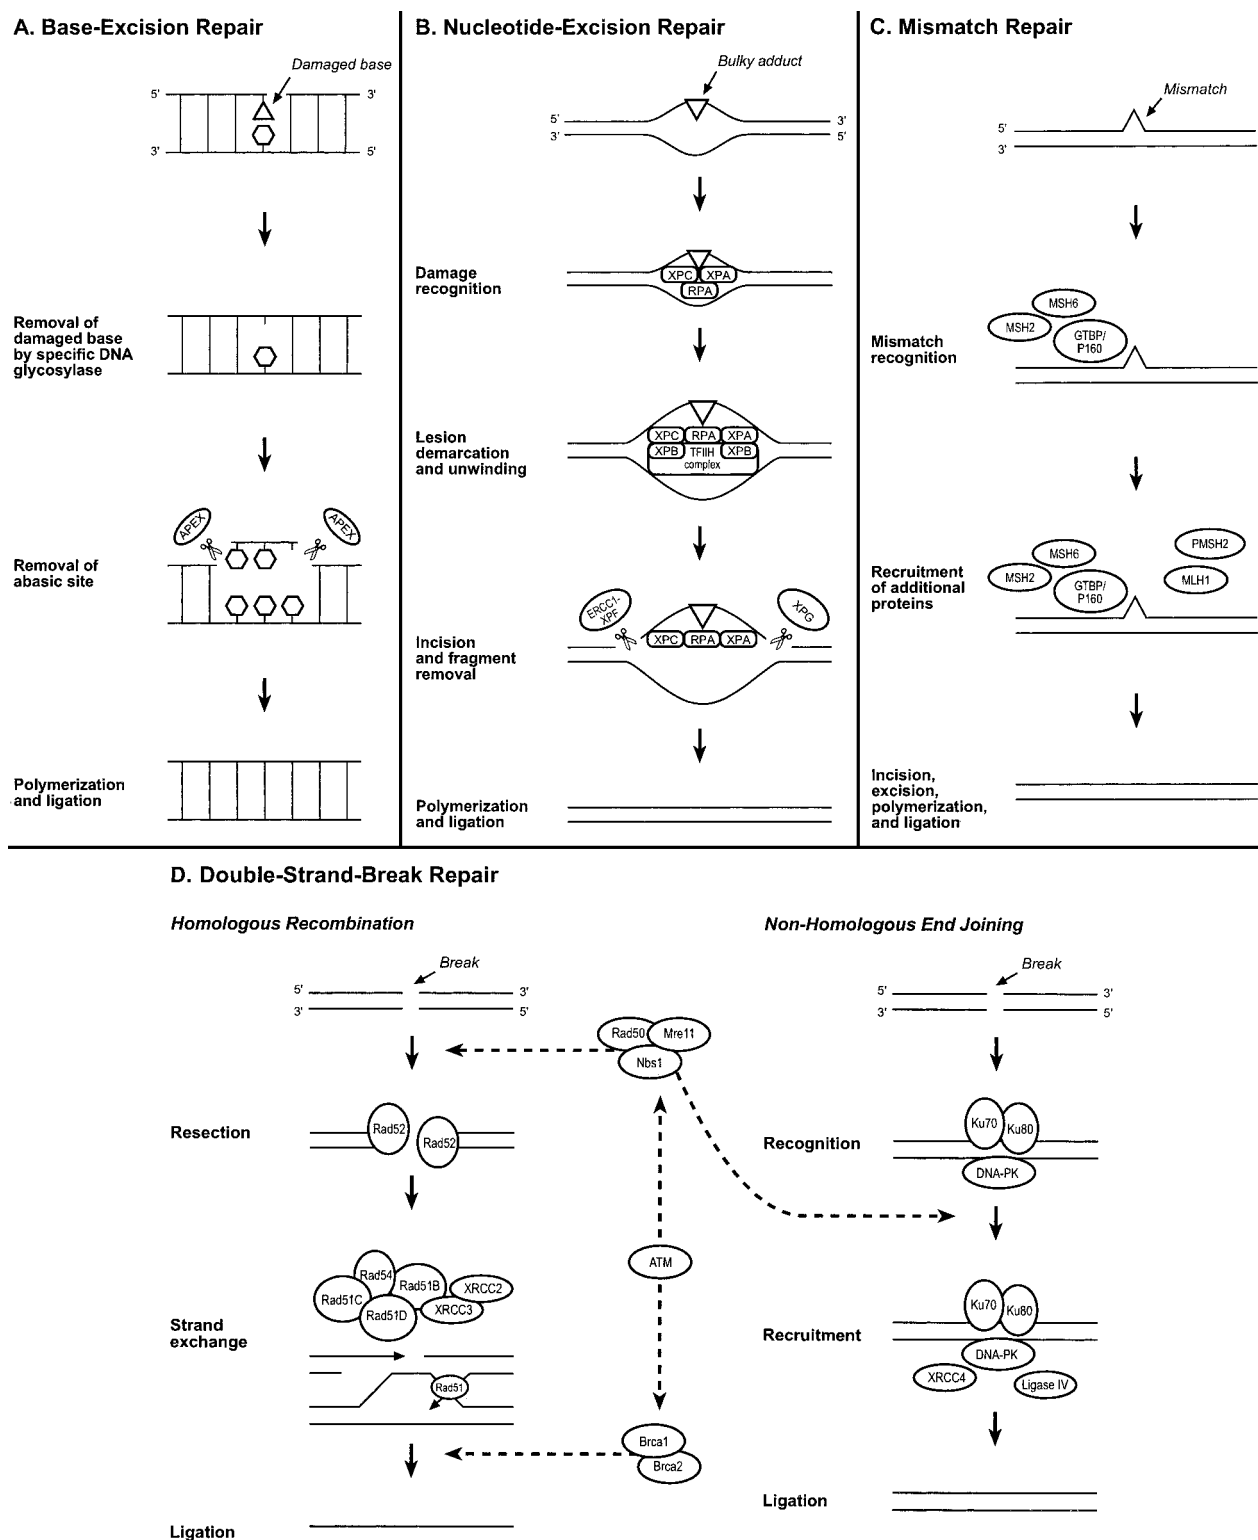 A. Base-Excision Repair
Damaged base
5'
3'
3'
5'
Removal of
damaged base
by specific DNA
glycosylase
APEX
APEX
Removal of
abasic site
Polymerization
and ligation
B. Nucleotide-Excision Repair
Bulky adduct
5'
3'
3'
5'
Damage
recognition
XPC
XPA
RPA
Lesion
demarcation
and unwinding
XPC
RPA
XPA
XPB
TFIIH
complex
XPB
ERCC1-
XPF
XPG
Incision
and fragment
removal
XPC
RPA
XPA
Polymerization
and ligation
C. Mismatch Repair
Mismatch
5'
3'
Mismatch
recognition
MSH6
MSH2
GTBP/
P160
Recruitment
of additional
proteins
MSH6
MSH2
GTBP/
P160
PMSH2
MLH1
Incision,
excision,
polymerization,
and ligation
D. Double-Strand-Break Repair
Homologous Recombination
Break
5'
3'
3'
5'
Resection
Rad52
Rad52
Strand
exchange
Rad54
Rad51B
XRCC2
Rad51C
Rad51D
XRCC3
Rad51
Ligation
Rad50
Mre11
Nbs1
ATM
Brca1
Brca2
Non-Homologous End Joining
Break
5'
3'
3'
5'
Recognition
Ku70
Ku80
DNA-PK
Recruitment
Ku70
Ku80
DNA-PK
XRCC4
Ligase IV
Ligation